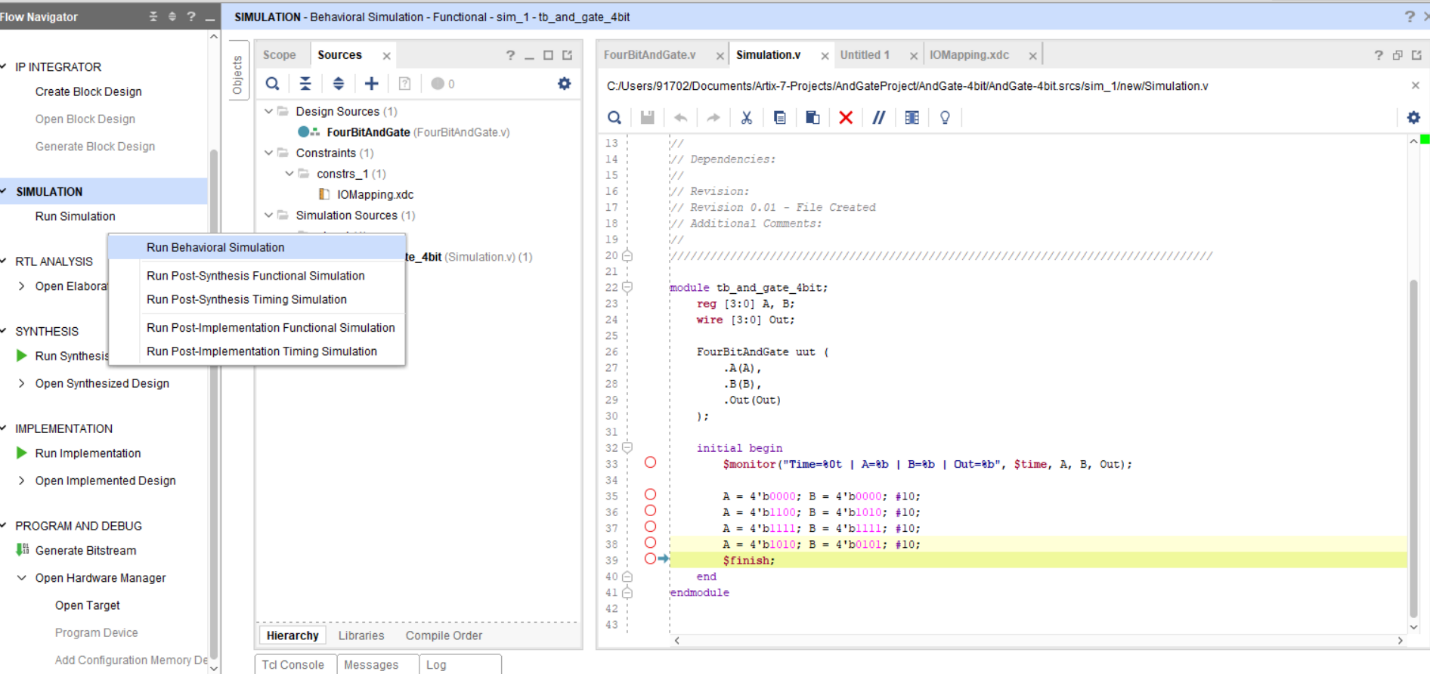 Flow Navigator
?
SIMULATION - Behavioral Simulation - Functional - sim_1 - tb_and_gate_4bit
?
IP INTEGRATOR
Create Block Design
Open Block Design
Generate Block Design
SIMULATION
Run Simulation
Run Behavioral Simulation
Run Post-Synthesis Functional Simulation
Run Post-Synthesis Timing Simulation
Run Post-Implementation Functional Simulation
Run Post-Implementation Timing Simulation
RTL ANALYSIS
Open Elabora
SYNTHESIS
Run Synthesis
Open Synthesized Design
IMPLEMENTATION
Run Implementation
Open Implemented Design
PROGRAM AND DEBUG
Generate Bitstream
Open Hardware Manager
Open Target
Program Device
Add Configuration Memory De
Objects
Scope
Sources
?
0
Design Sources (1)
FourBitAndGate (FourBitAndGate.v)
Constraints (1)
constrs_1 (1)
IOMapping.xdc
Simulation Sources (1)
te_4bit (Simulation.v) (1)
Hierarchy
Libraries
Compile Order
Tcl Console
Messages
Log
FourBitAndGate.v
Simulation.v
Untitled 1
IOMapping.xdc
?
C:/Users/91702/Documents/Artix-7-Projects/AndGateProject/AndGate-4bit/AndGate-4bit.srcs/sim_1/new/Simulation.v
13 //
14 // Dependencies:
15 //
16 // Revision:
17 // Revision 0.01 - File Created
18 // Additional Comments:
19 //
20 //////////////////////////////////////////////////////////////////////////////////
21
22 module tb_and_gate_4bit;
23 reg [3:0] A, B;
24 wire [3:0] Out;
25
26 FourBitAndGate uut (
27 .A(A),
28 .B(B),
29 .Out(Out)
30 );
31
32 initial begin
33 $monitor("Time=%0t | A=%b | B=%b | Out=%b", $time, A, B, Out);
34
35 A = 4'b0000; B = 4'b0000; #10;
36 A = 4'b1100; B = 4'b1010; #10;
37 A = 4'b1111; B = 4'b1111; #10;
38 A = 4'b1010; B = 4'b0101; #10;
39 $finish;
40 end
41 endmodule
42
43